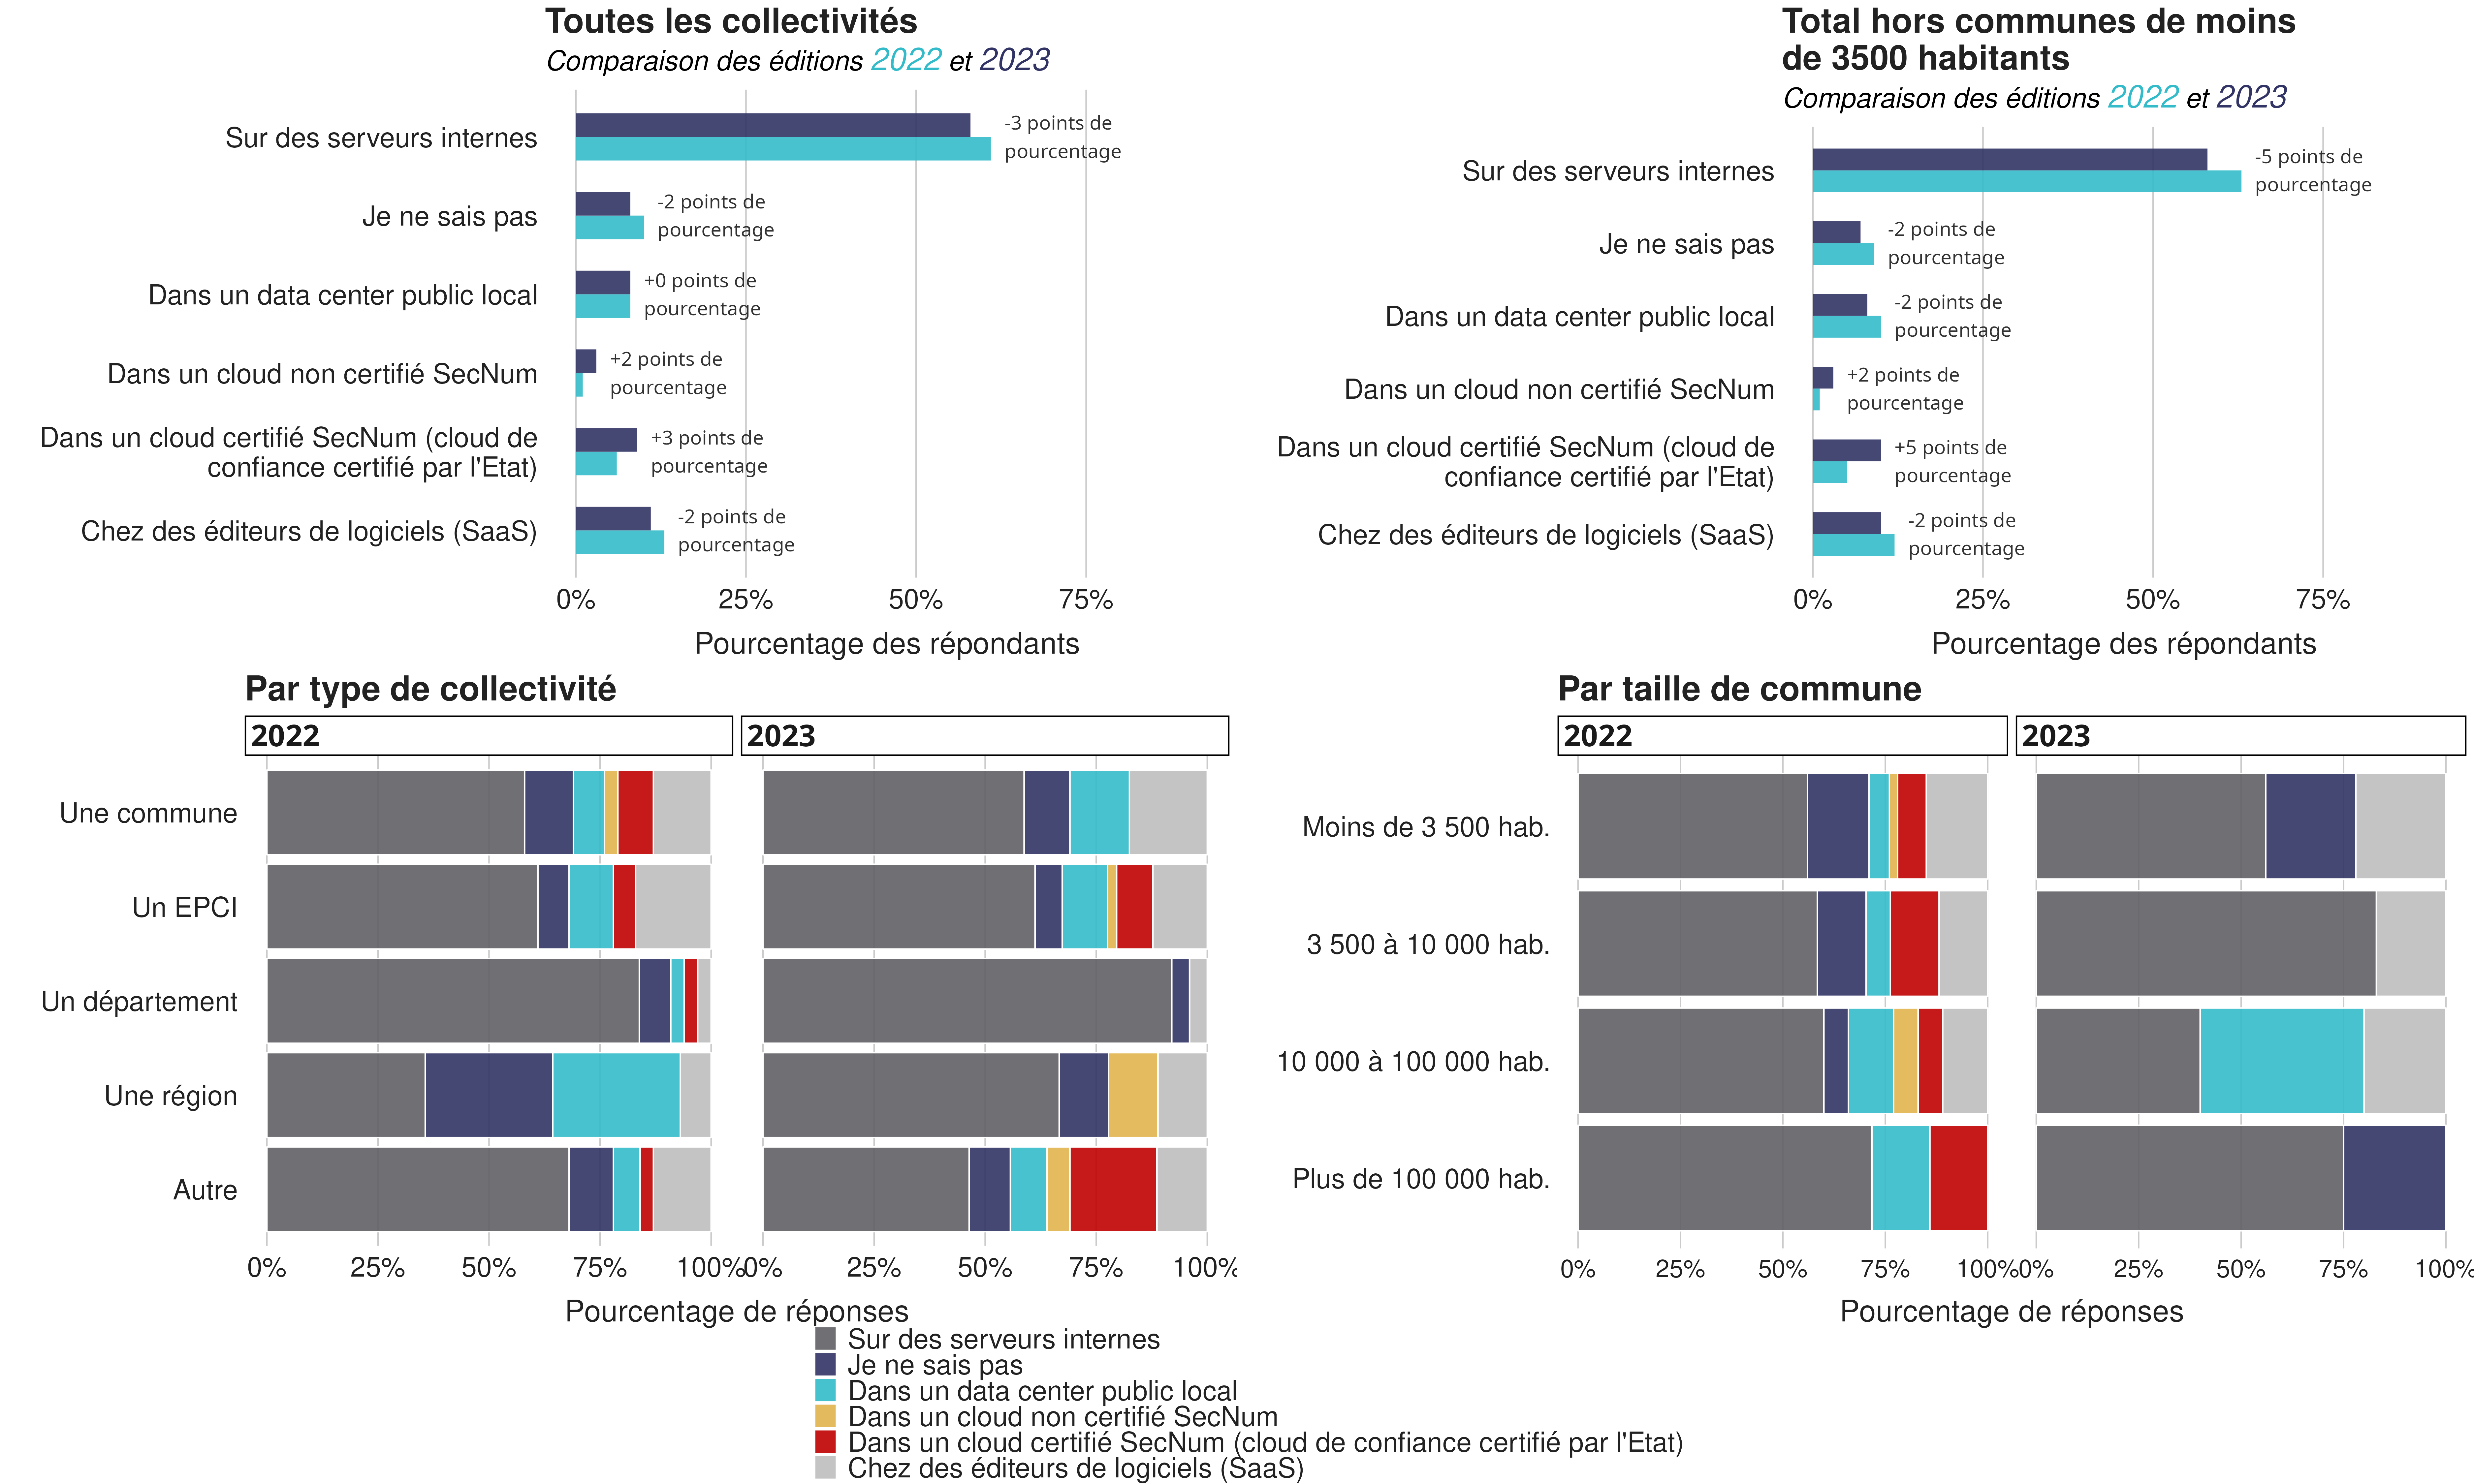 Toutes les collectivités
Comparaison des éditions 2022 et 2023
Sur des serveurs internes
-3 points de
pourcentage
Je ne sais pas
-2 points de
pourcentage
Dans un data center public local
+0 points de
pourcentage
Dans un cloud non certifié SecNum
+2 points de
pourcentage
Dans un cloud certifié SecNum (cloud de
confiance certifié par l'Etat)
+3 points de
pourcentage
Chez des éditeurs de logiciels (SaaS)
-2 points de
pourcentage
0% 25% 50% 75%
Pourcentage des répondants
Total hors communes de moins
de 3500 habitants
Comparaison des éditions 2022 et 2023
Sur des serveurs internes
-5 points de
pourcentage
Je ne sais pas
-2 points de
pourcentage
Dans un data center public local
-2 points de
pourcentage
Dans un cloud non certifié SecNum
+2 points de
pourcentage
Dans un cloud certifié SecNum (cloud de
confiance certifié par l'Etat)
+5 points de
pourcentage
Chez des éditeurs de logiciels (SaaS)
-2 points de
pourcentage
0% 25% 50% 75%
Pourcentage des répondants
Par type de collectivité
2022 2023
Une commune
Un EPCI
Un département
Une région
Autre
0% 25% 50% 75% 100% 0% 25% 50% 75% 100%
Pourcentage de réponses
Par taille de commune
2022 2023
Moins de 3 500 hab.
3 500 à 10 000 hab.
10 000 à 100 000 hab.
Plus de 100 000 hab.
0% 25% 50% 75% 100% 0% 25% 50% 75% 100%
Pourcentage de réponses
Sur des serveurs internes
Je ne sais pas
Dans un data center public local
Dans un cloud non certifié SecNum
Dans un cloud certifié SecNum (cloud de confiance certifié par l'Etat)
Chez des éditeurs de logiciels (SaaS)